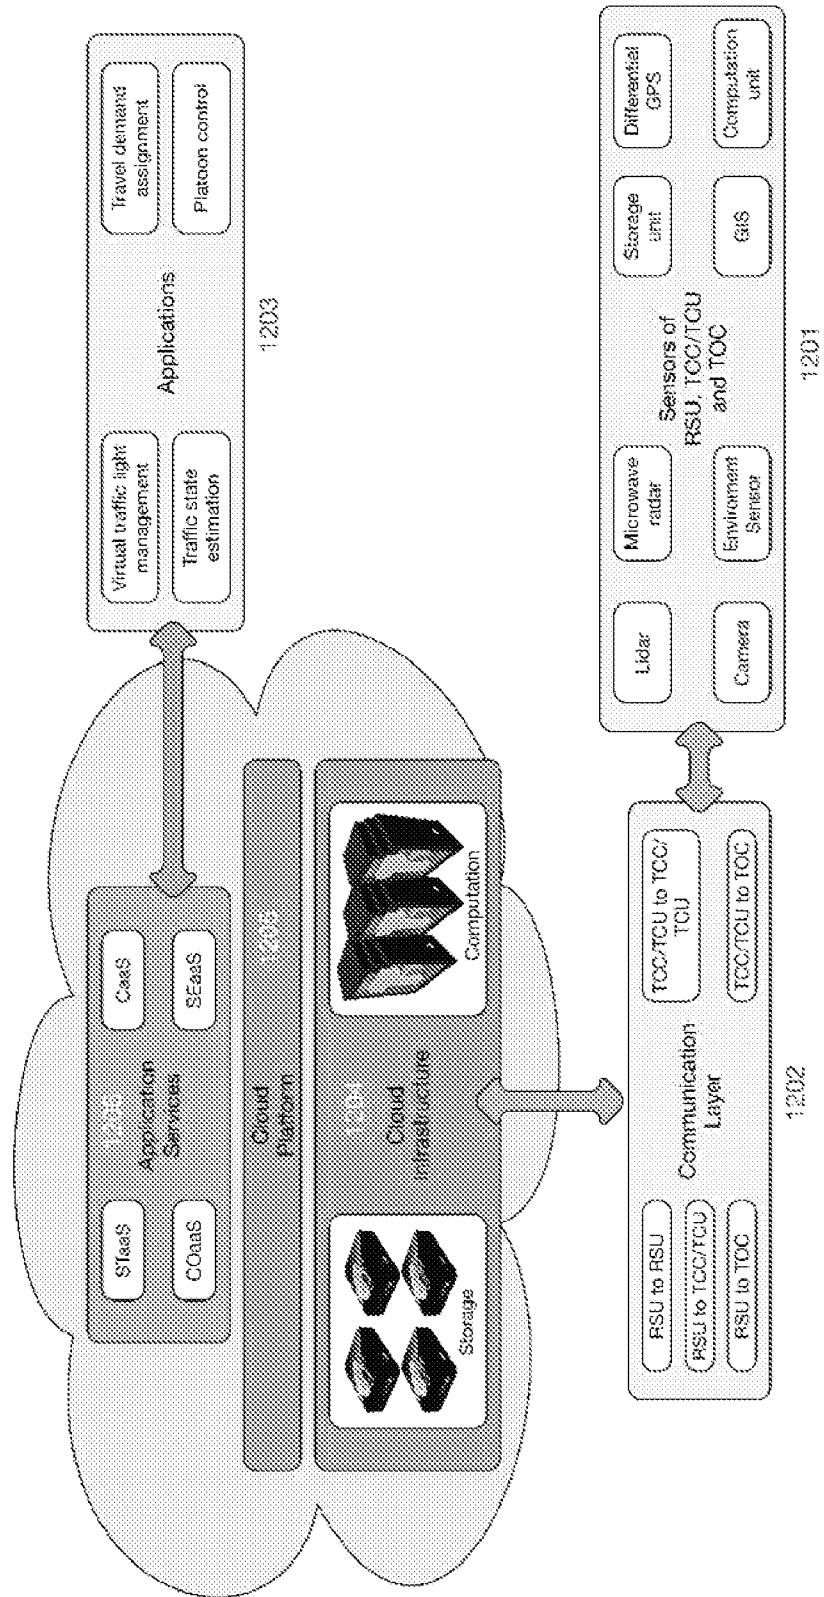 STaaS
COaaS
Application
Services
CaaS
SEaaS
Virtual traffic light
management
Traffic state
estimation
Applications
Travel demand
assignment
Platoon control
1203
Cloud
Platform
Storage
Cloud
Infrastructure
Computation
RSU to RSU
RSU to TCC/TCU
RSU to TOC
Communication
Layer
TCC/TCU to TCC/
TCU
TCC/TCU to TOC
1202
Lidar
Camera
Microwave
radar
Enviroment
Sensor
Sensors of
RSU, TCC/TCU
and TOC
Storage
unit
GIS
Differential
GPS
Computation
unit
1201